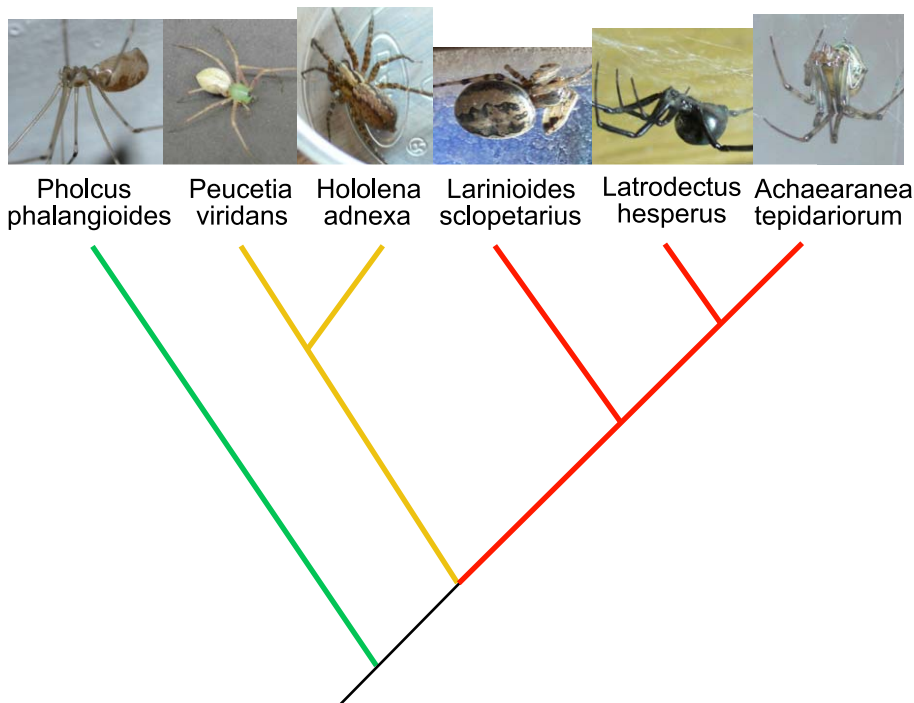 Pholcus
phalangioides
Peucetia
viridans
Hololena
adnexa
Larinioides
sclopetarius
Latrodectus
hesperus
Achaearanea
tepidariorum